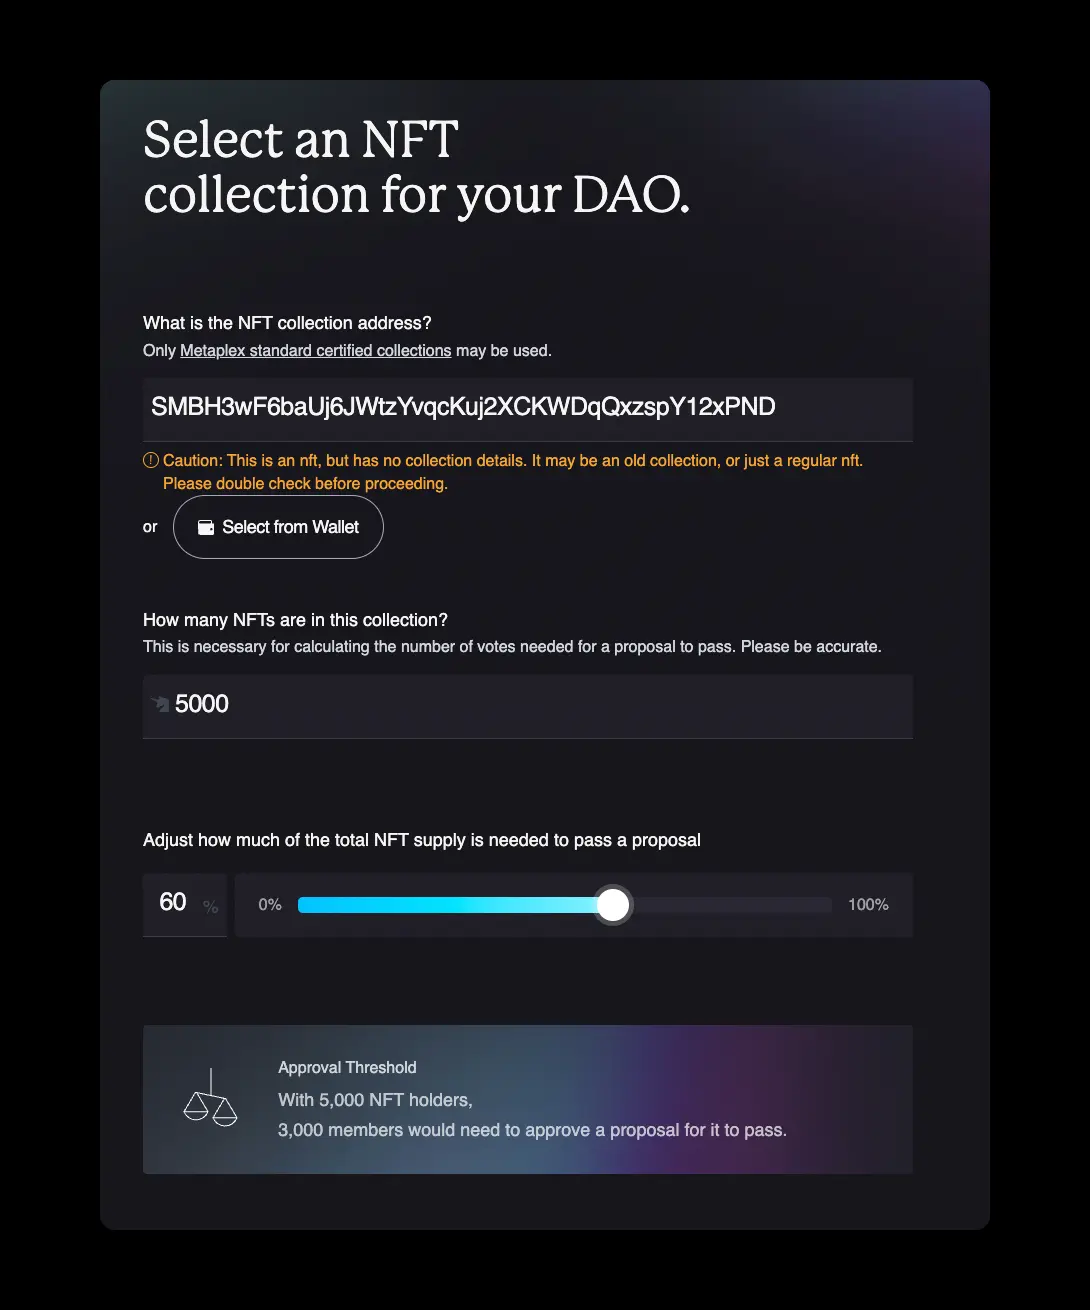 Select an NFT
collection for your DAO.
What is the NFT collection address?
Only Metaplex standard certified collections may be used.
SMBH3wF6baUj6JWtzYvqcKuj2XCKWDqQxzspY12xPND
Caution: This is an nft, but has no collection details. It may be an old collection, or just a regular nft.
Please double check before proceeding.
or Select from Wallet
How many NFTs are in this collection?
This is necessary for calculating the number of votes needed for a proposal to pass. Please be accurate.
5000
Adjust how much of the total NFT supply is needed to pass a proposal
60 % 0% 100%
Approval Threshold
With 5,000 NFT holders,
3,000 members would need to approve a proposal for it to pass.